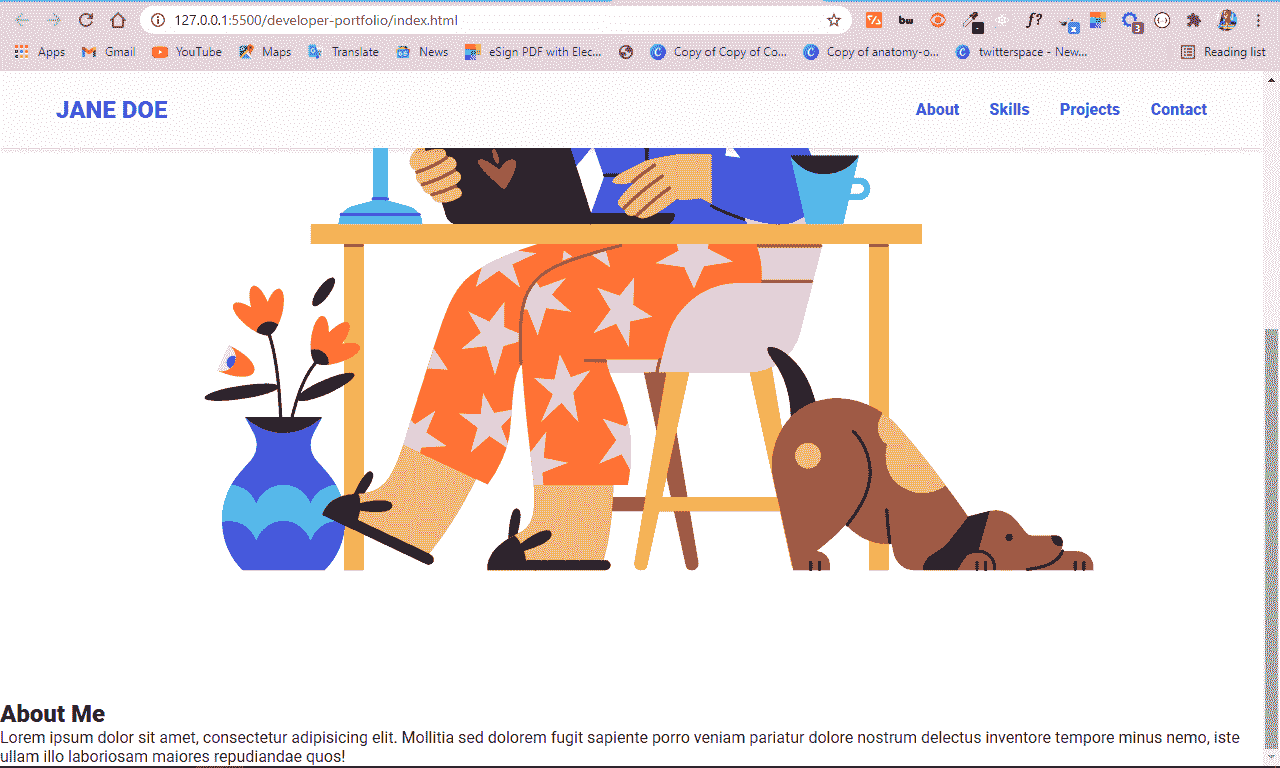 127.0.0.1:5500/developer-portfolio/index.html
bw
f?
x
3
Apps Gmail YouTube Maps Translate News eSign PDF with Elec... Copy of Copy of Co... Copy of anatomy-o... twitterspace - New... Reading list
JANE DOE
About Skills Projects Contact
About Me
Lorem ipsum dolor sit amet, consectetur adipisicing elit. Mollitia sed dolorem fugit sapiente porro veniam pariatur dolore nostrum delectus inventore tempore minus nemo, iste
ullam illo laboriosam maiores repudiandae quos!